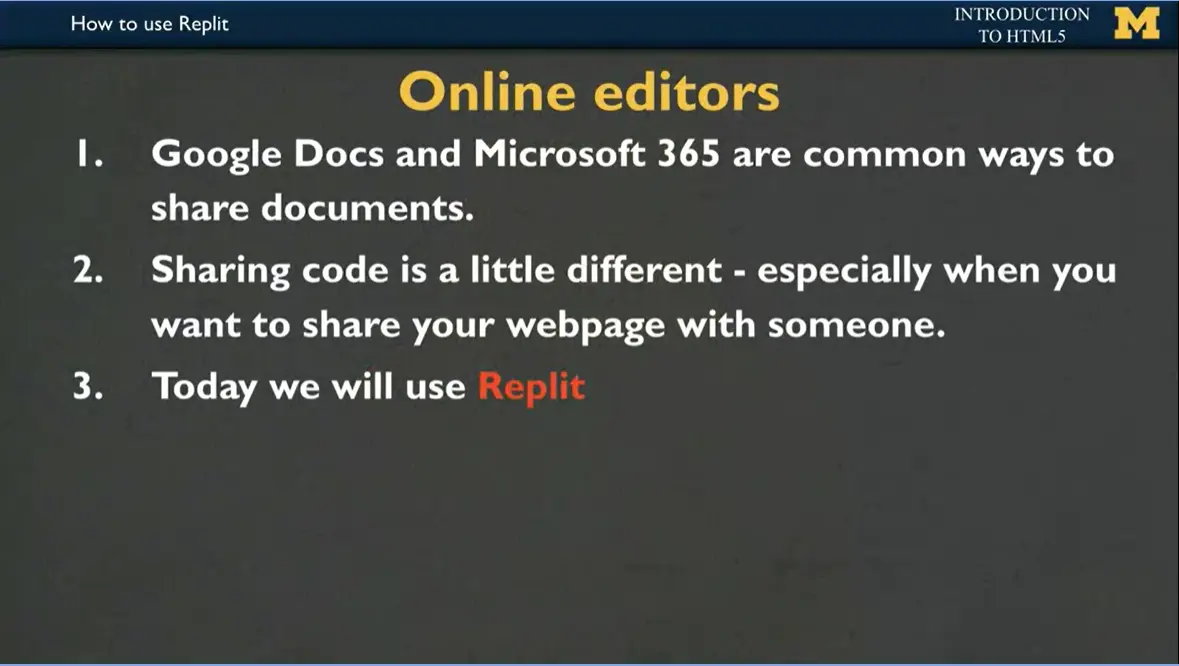 How to use Replit
INTRODUCTION
TO HTML5
M
Online editors
1. Google Docs and Microsoft 365 are common ways to
share documents.
2. Sharing code is a little different - especially when you
want to share your webpage with someone.
3. Today we will use Replit